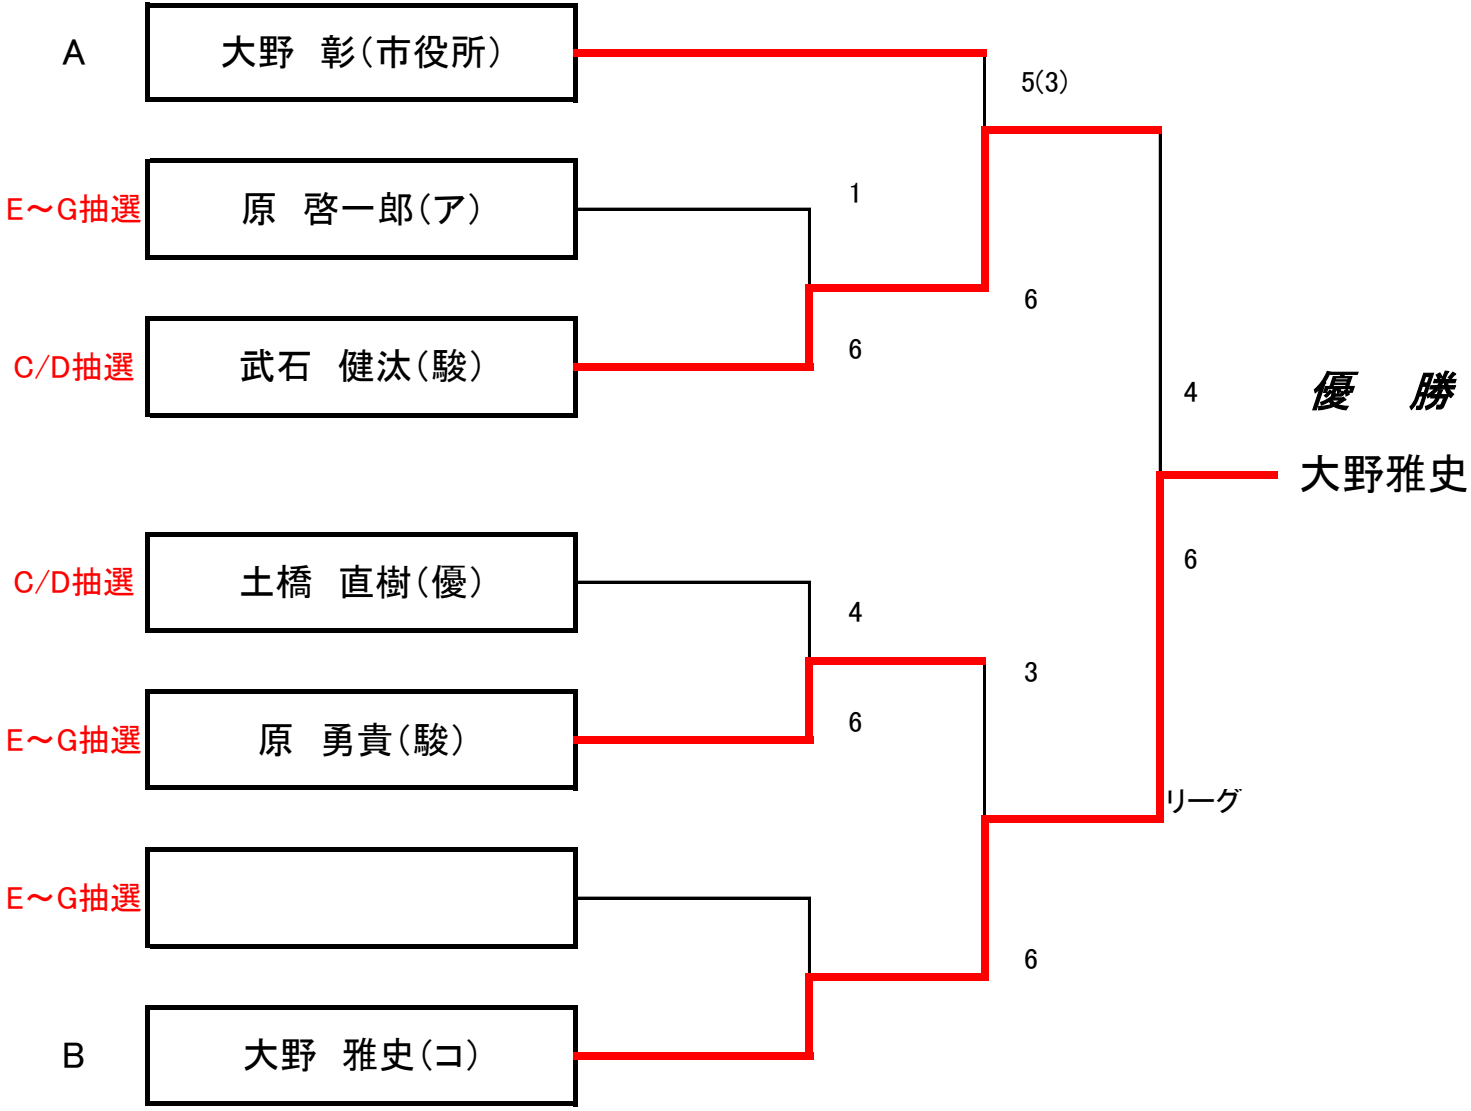 A
大野　彰(市役所)
5(3)
E～G抽選
原　啓一郎(ア)
1
6
C/D抽選
武石　健汰(駿)
6
4
優　勝
大野雅史
6
C/D抽選
土橋　直樹(優)
4
3
E～G抽選
原　勇貴(駿)
6
リーグ
E～G抽選
6
B
大野　雅史(コ)